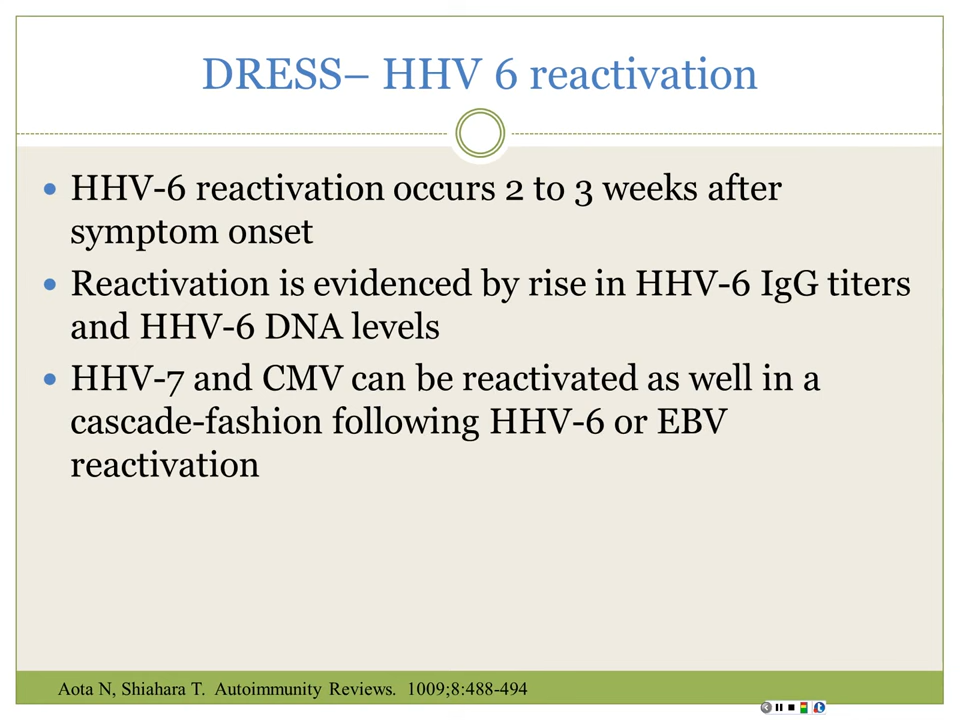 DRESS– HHV 6 reactivation
• HHV-6 reactivation occurs 2 to 3 weeks after
symptom onset
• Reactivation is evidenced by rise in HHV-6 IgG titers
and HHV-6 DNA levels
• HHV-7 and CMV can be reactivated as well in a
cascade-fashion following HHV-6 or EBV
reactivation
Aota N, Shiahara T. Autoimmunity Reviews. 1009;8:488-494